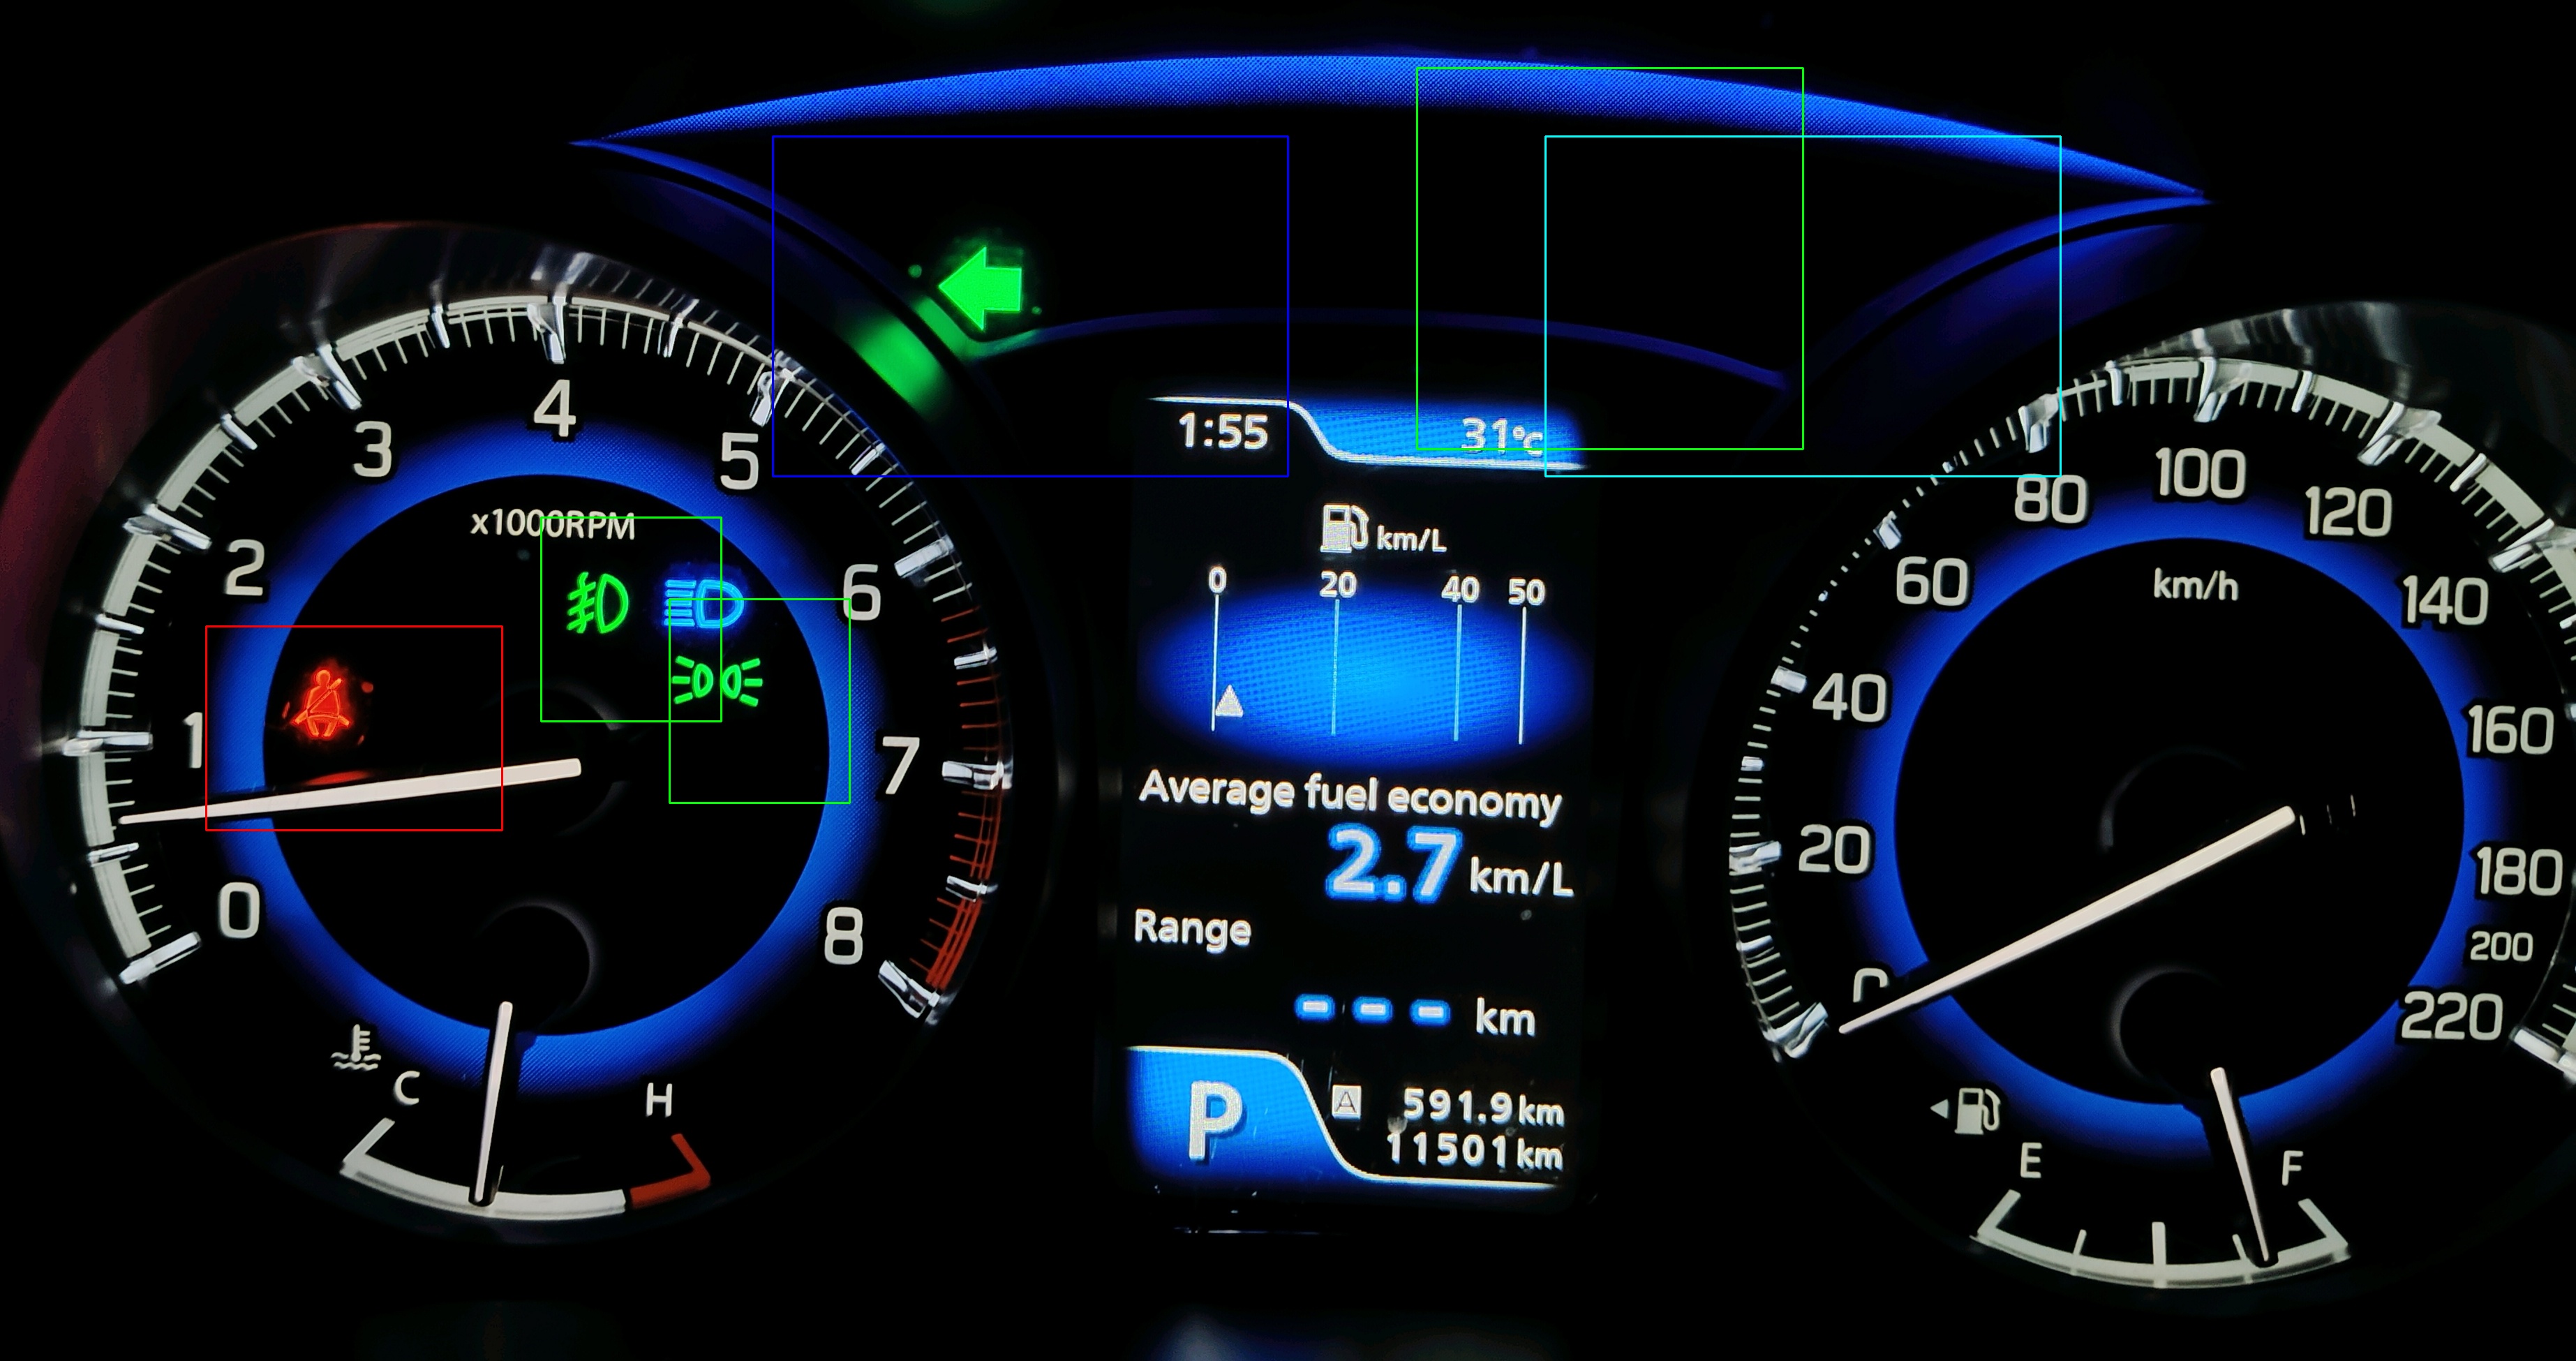 x1000RPM
0
1
2
3
4
5
6
7
8
C
H
1:55
31°C
km/L
0 20 40 50
Average fuel economy
2.7 km/L
Range
--- km
P
A 591.9 km
11501 km
0
20
40
60
80
100
120
140
160
180
200
220
km/h
E
F